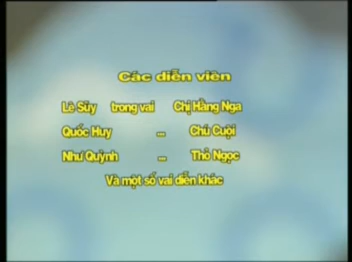 Các diễn viên
Lê Sũy trong vai Chị Hằng Nga
Quốc Huy ... Chú Cuội
Như Quỳnh ... Thỏ Ngọc
Và một số vai diễn khác